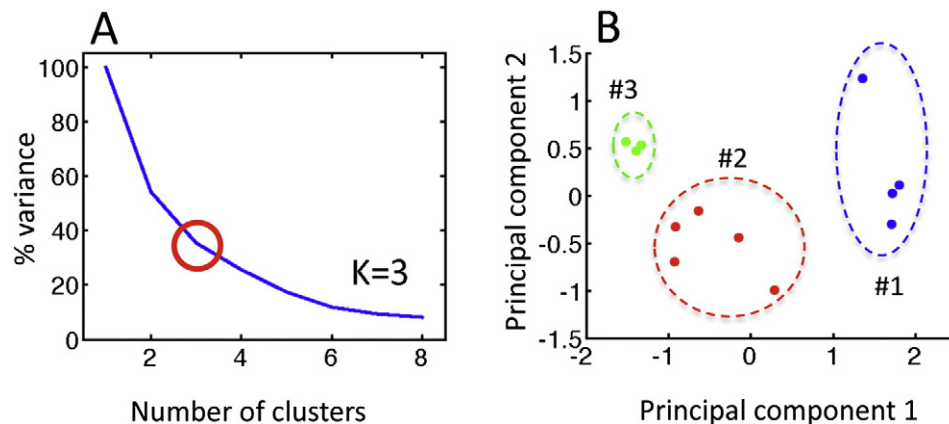 A
100
80
60
40
20
0
% variance
K=3
2 4 6 8
Number of clusters
B
1.5
1
0.5
0
-0.5
-1
-1.5
Principal component 2
#3
#2
#1
-2 -1 0 1 2
Principal component 1